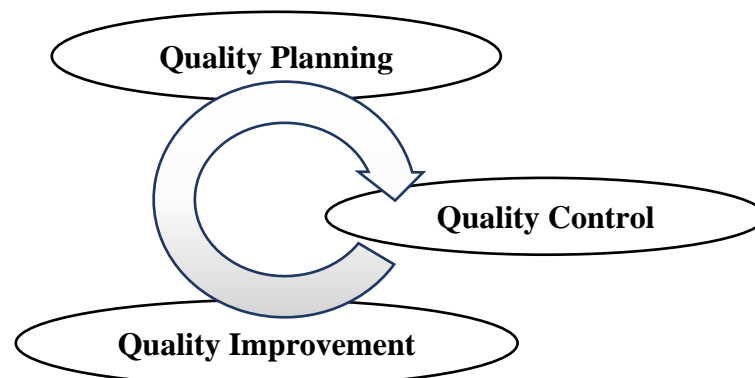 Quality Planning
Quality Control
Quality Improvement